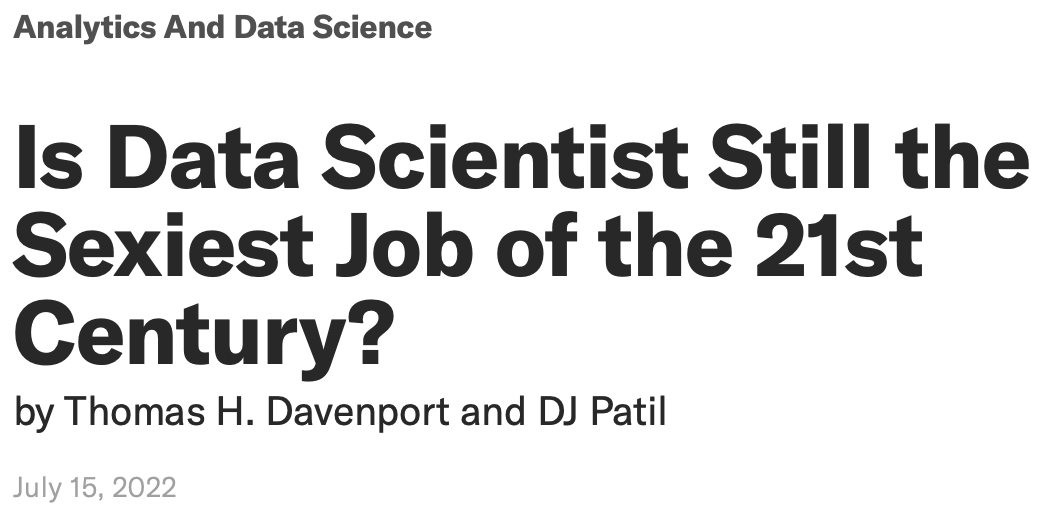 Analytics And Data Science
Is Data Scientist Still the
Sexiest Job of the 21st
Century?
by Thomas H. Davenport and DJ Patil
July 15, 2022